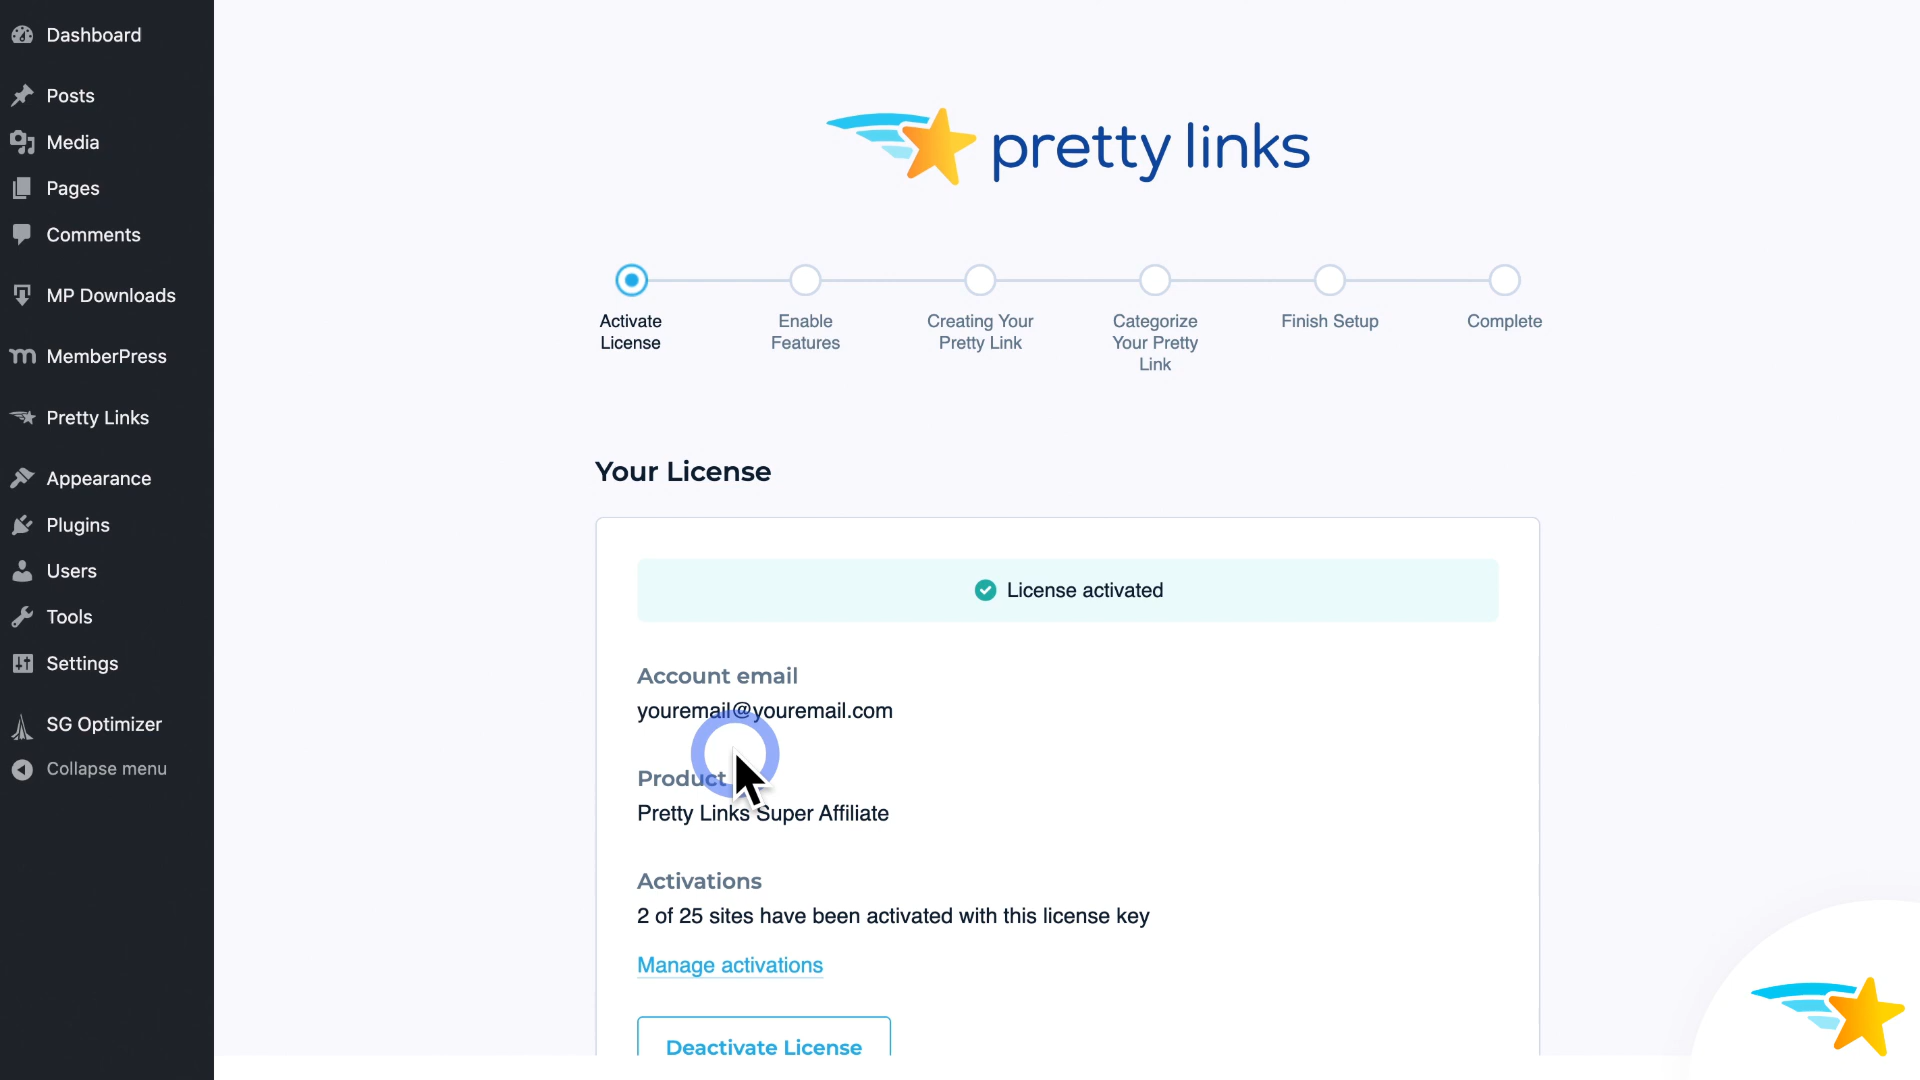 Dashboard
Posts
Media
Pages
Comments
MP Downloads
MemberPress
Pretty Links
Appearance
Plugins
Users
Tools
Settings
SG Optimizer
Collapse menu
pretty links
Activate
License
Enable
Features
Creating Your
Pretty Link
Categorize
Your Pretty
Link
Finish Setup
Complete
Your License
License activated
Account email
youremail@youremail.com
Product
Pretty Links Super Affiliate
Activations
2 of 25 sites have been activated with this license key
Manage activations
Deactivate License